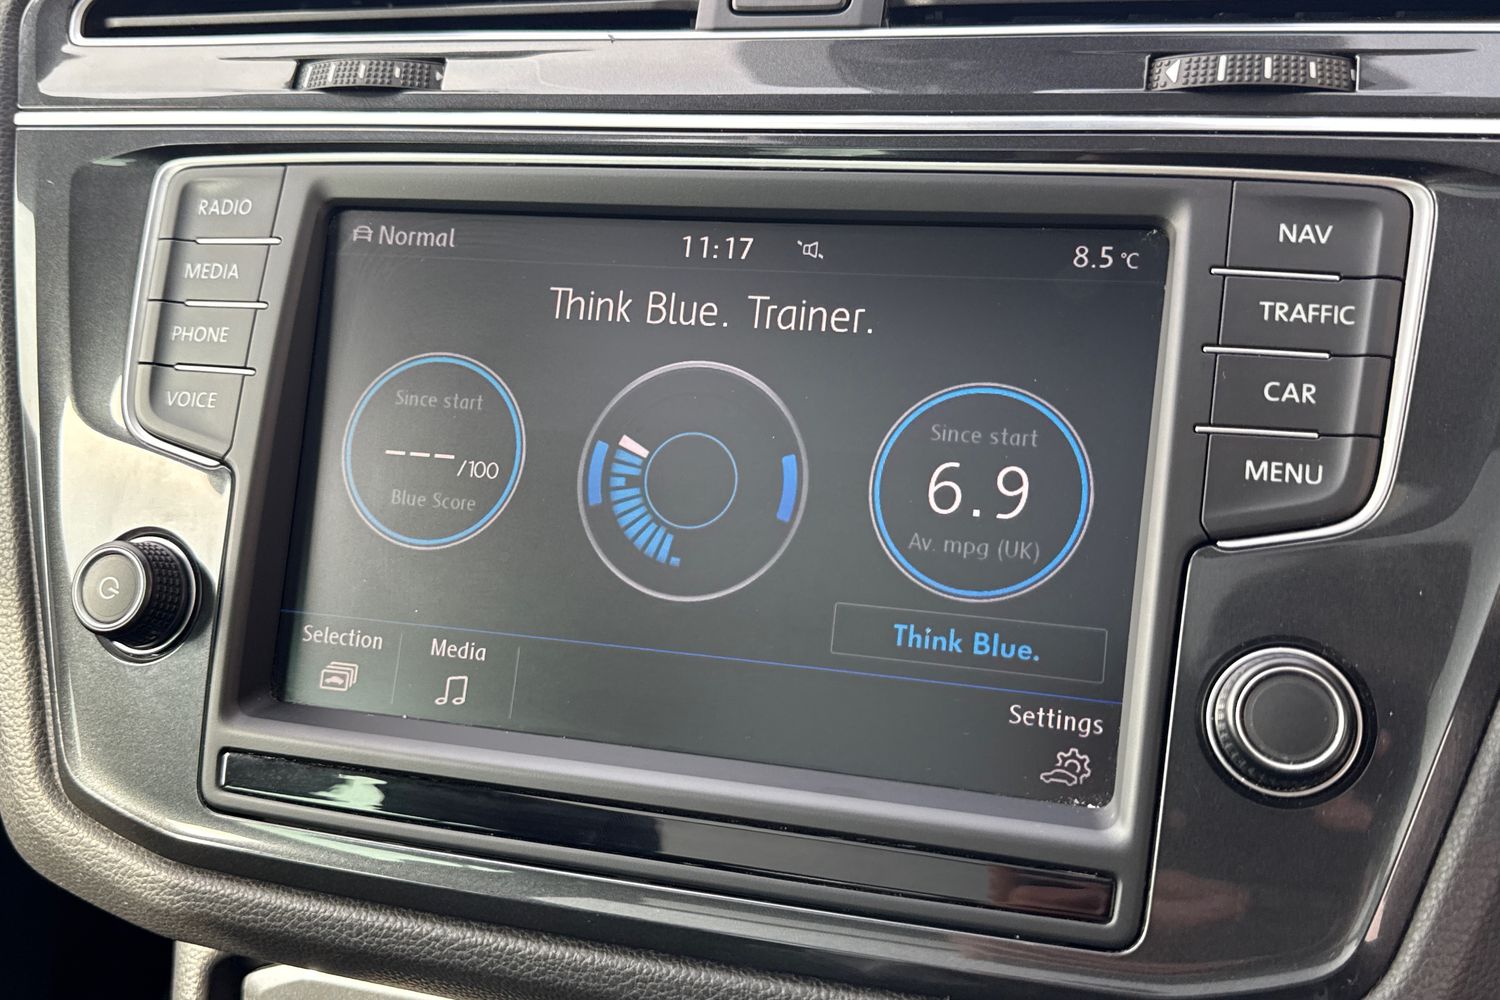 RADIO
MEDIA
PHONE
VOICE
Normal
11:17
8.5 °C
Think Blue. Trainer.
Since start
---/100
Blue Score
Since start
6.9
Av. mpg (UK)
Think Blue.
Selection
Media
Settings
NAV
TRAFFIC
CAR
MENU